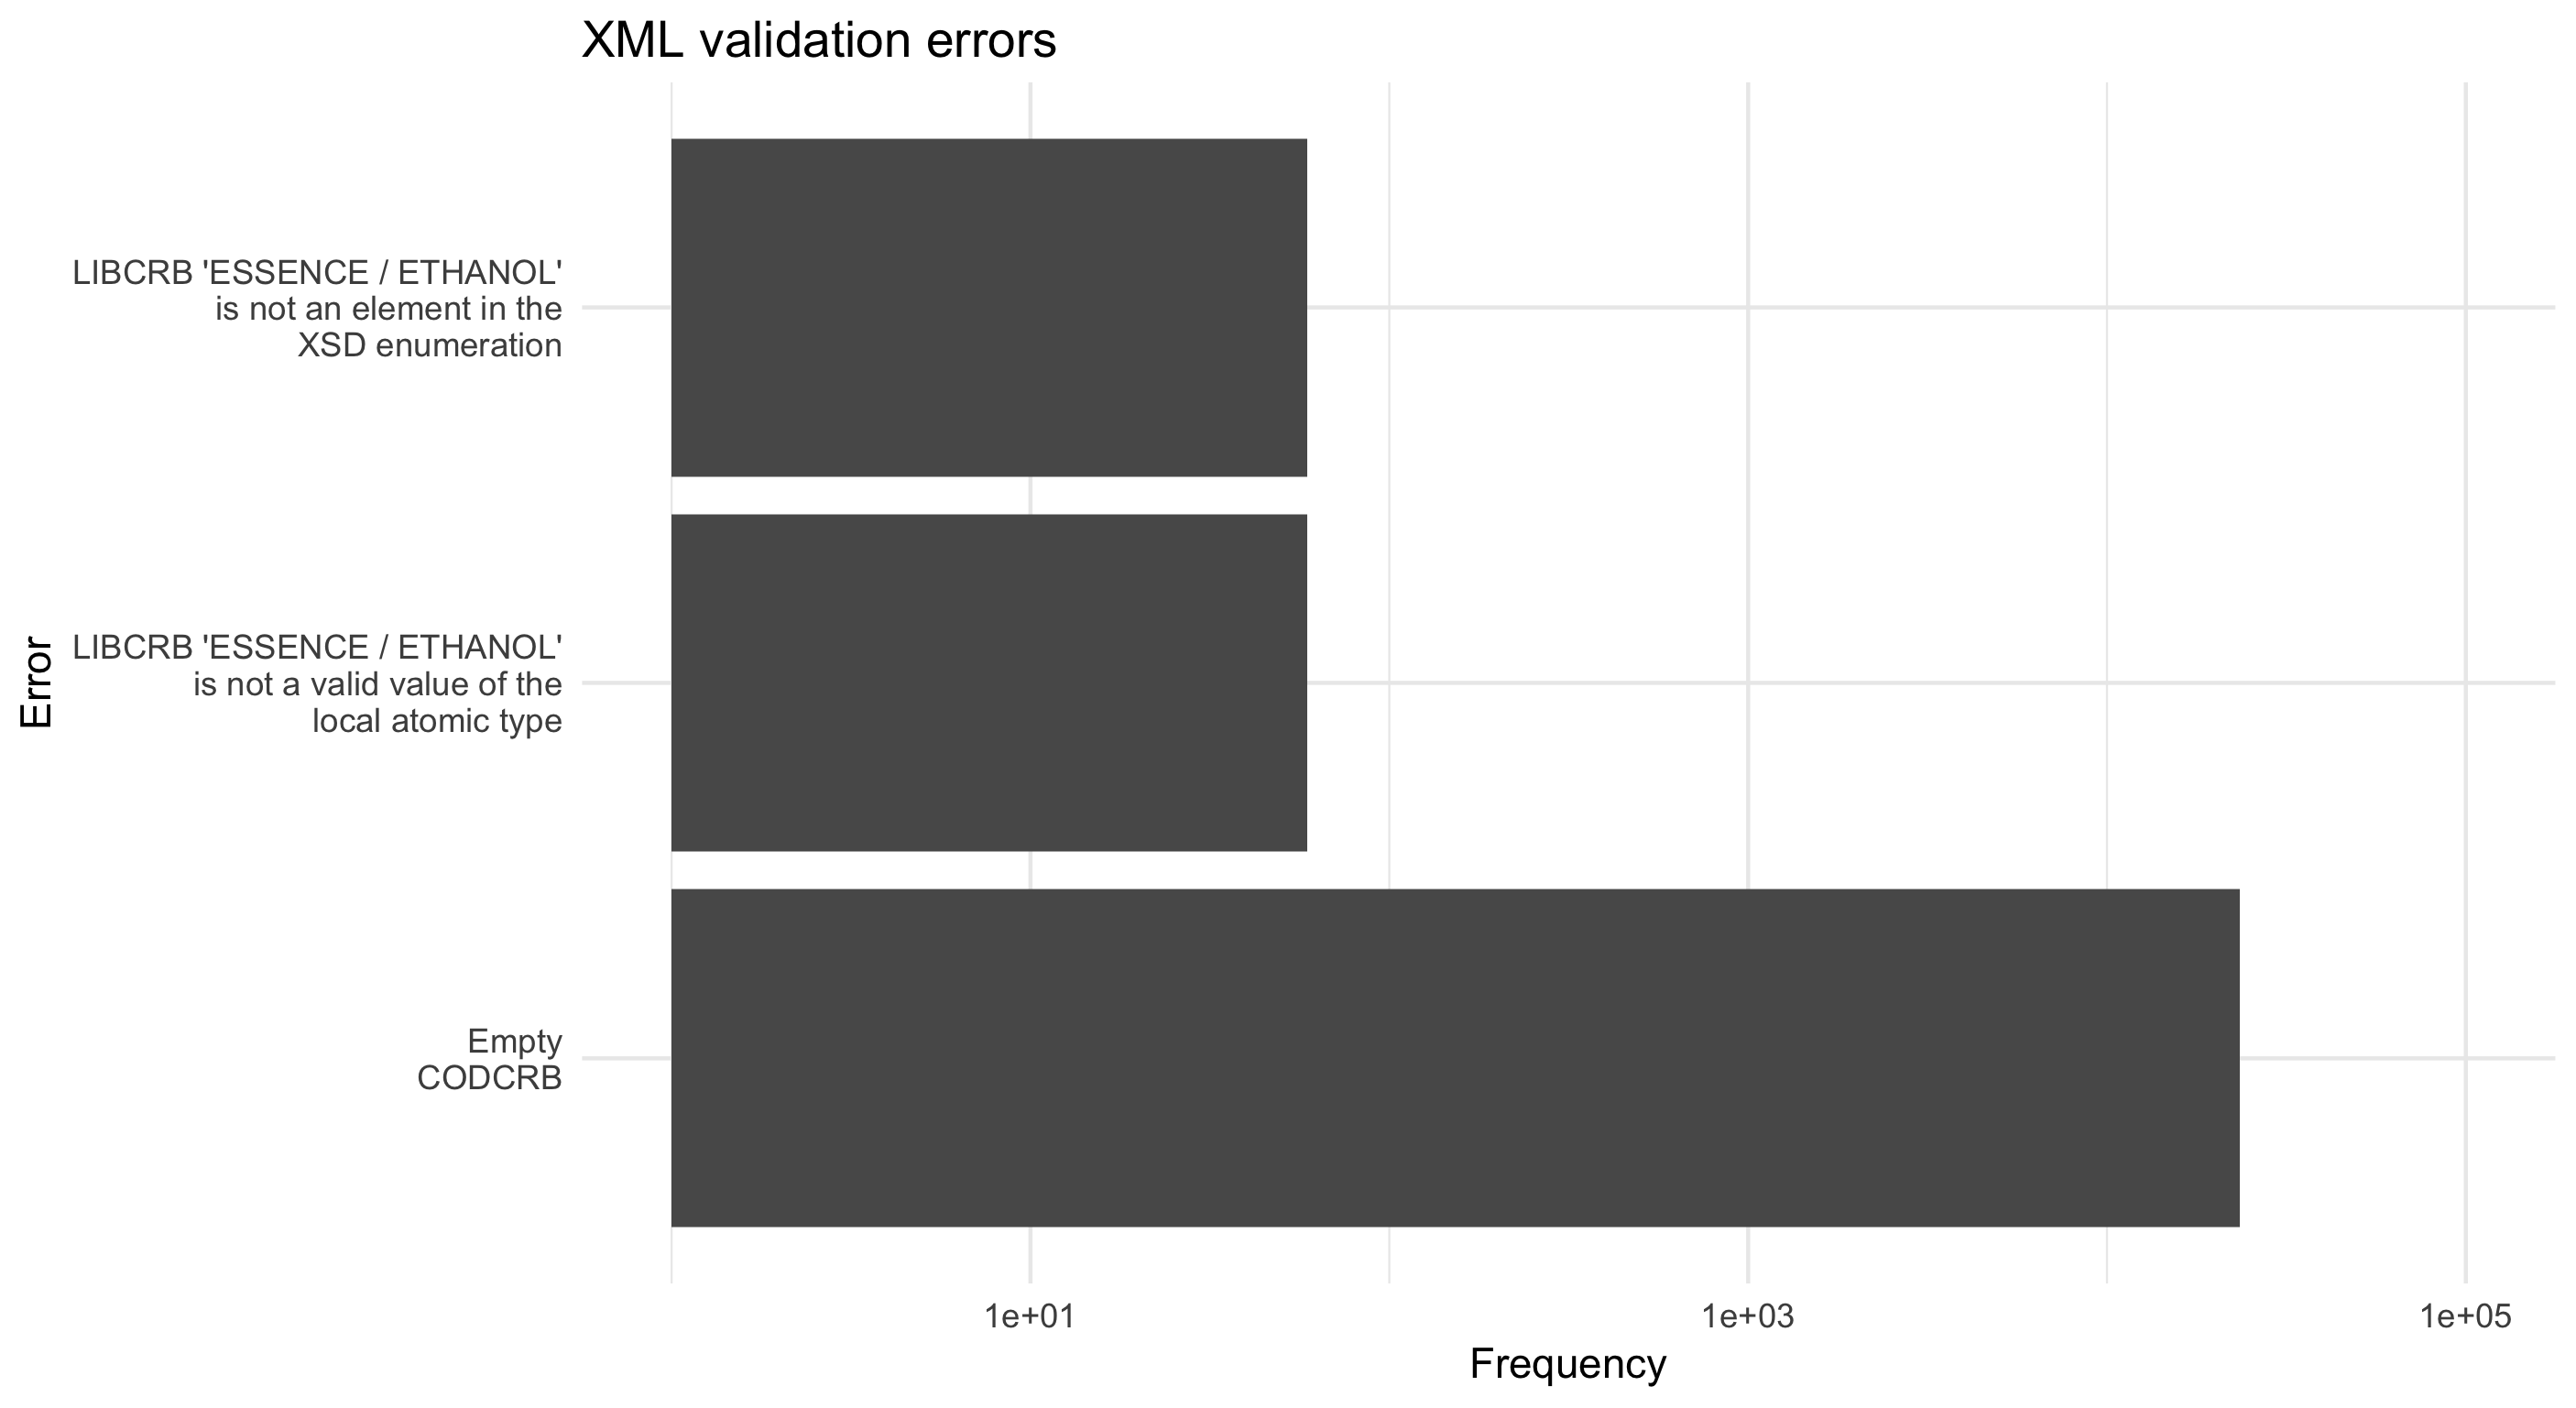 XML validation errors
LIBCRB 'ESSENCE / ETHANOL'
is not an element in the
XSD enumeration
LIBCRB 'ESSENCE / ETHANOL'
is not a valid value of the
local atomic type
Empty
CODCRB
Error
1e+01
1e+03
1e+05
Frequency